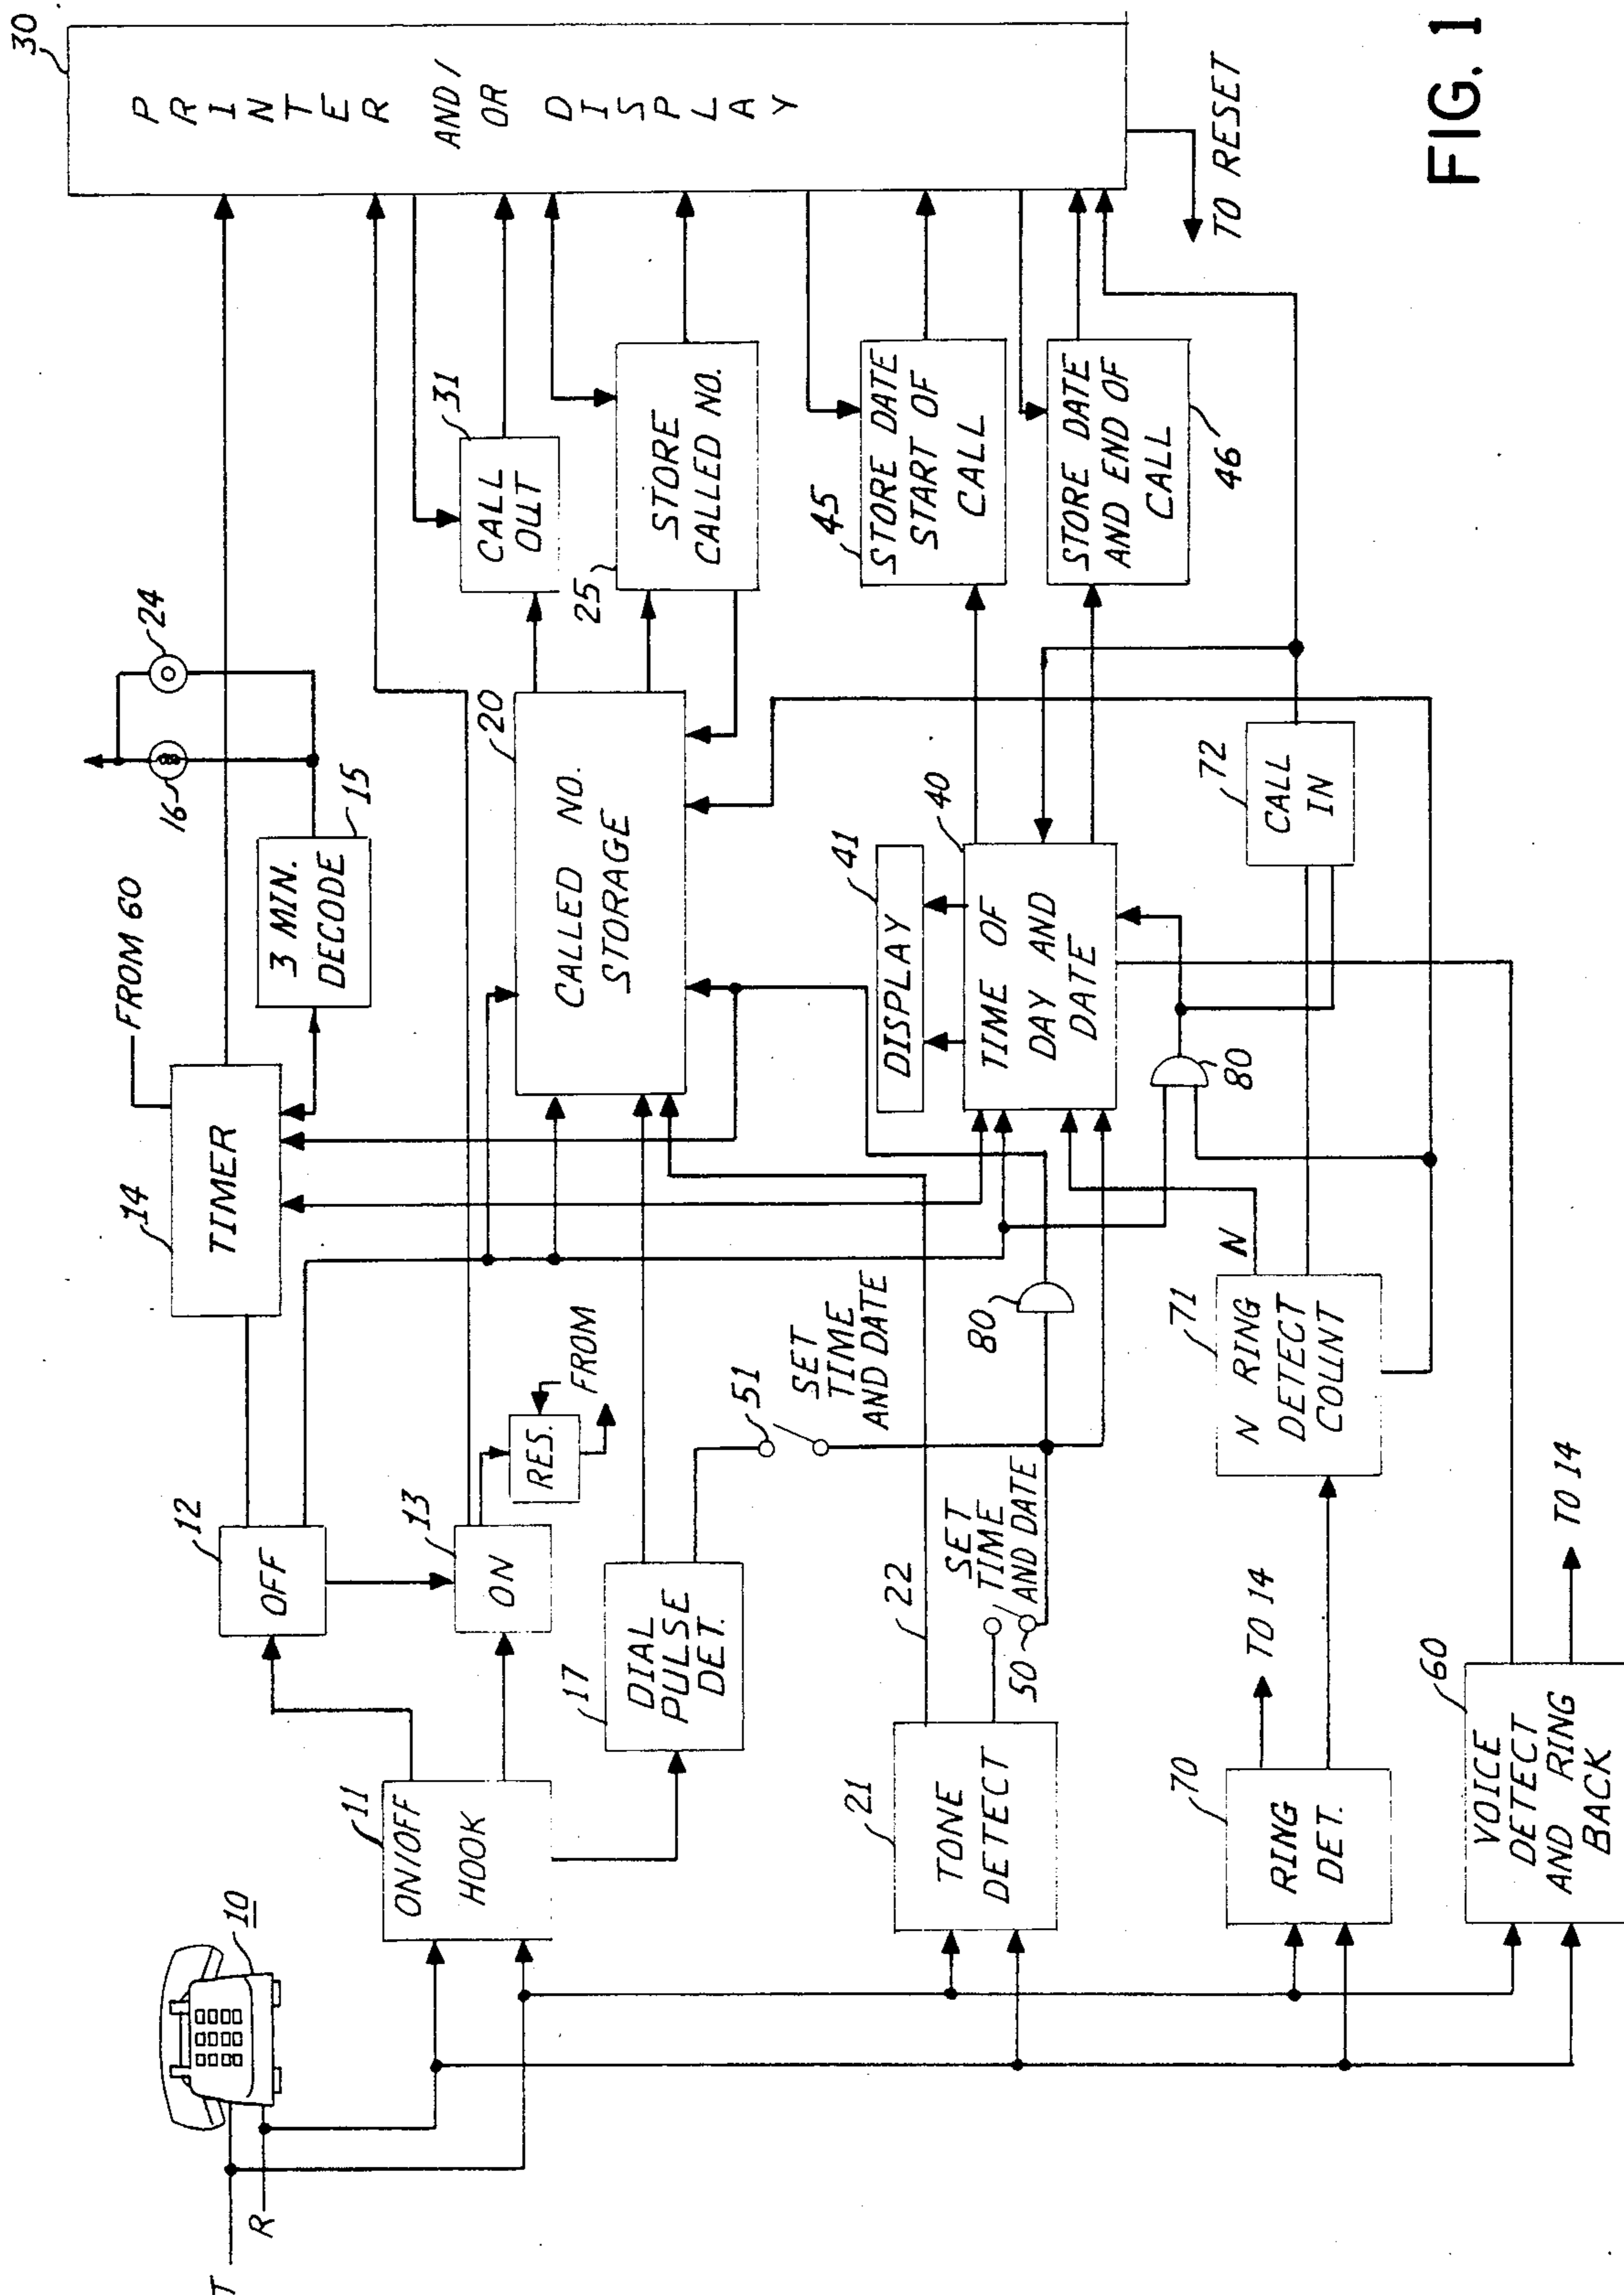 FIG. 1
30
PRINTER AND/
OR DISPLAY
TO RESET
24
16
FROM 60
3 MIN.
DECODE
15
14
TIMER
12
OFF
13
ON
RES.
FROM
11
ON/OFF
HOOK
10
T
R
31
CALL
OUT
25
STORE
CALLED NO.
20
CALLED NO.
STORAGE
17
DIAL
PULSE
DET.
51
SET
TIME
AND DATE
45
STORE DATE
START OF
CALL
STORE DATE
AND END OF
CALL
46
41
DISPLAY
40
TIME OF
DAY AND
DATE
72
CALL
IN
80
80
N
71
N RING
DETECT
COUNT
22
SET
TIME
AND DATE
50
21
TONE
DETECT
70
RING
DET.
TO 14
60
VOICE
DETECT
AND RING
BACK
TO 14